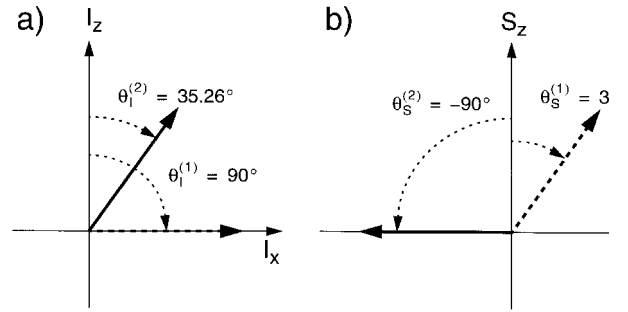 a)
I_z
θ_I^(2) = 35.26°
θ_I^(1) = 90°
I_x
b)
S_z
θ_S^(2) = −90°
θ_S^(1) = 3